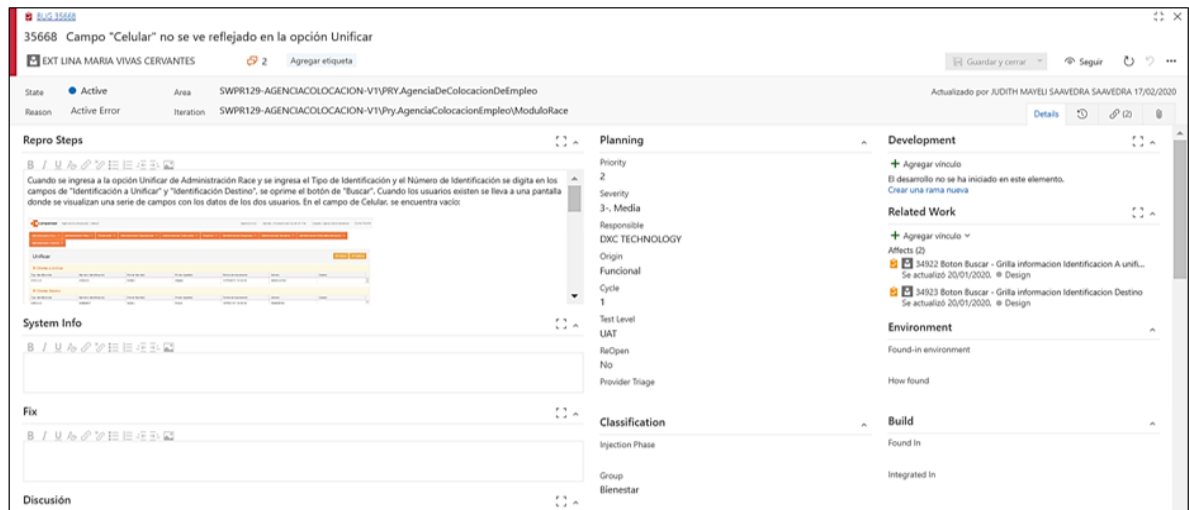 BUG 35668
35668 Campo "Celular" no se ve reflejado en la opción Unificar
EXT LINA MARIA VIVAS CERVANTES
2
Agregar etiqueta
Guardar y cerrar
Seguir
State
Active
Area
SWPR129-AGENCIACOLOCACION-V1\PRY.AgenciaDeColocacionDeEmpleo
Actualizado por JUDITH MAYELI SAAVEDRA SAAVEDRA 17/02/2020
Reason
Active Error
Iteration
SWPR129-AGENCIACOLOCACION-V1\Pry.AgenciaColocacionEmpleo\ModuloRace
Details
(2)
Repro Steps
Cuando se ingresa a la opción Unificar de Administración Race y se ingresa el Tipo de Identificación y el Número de Identificación se digita en los
campos de "Identificación a Unificar" y "Identificación Destino", se oprime el botón de "Buscar". Cuando los usuarios existen se lleva a una pantalla
donde se visualizan una serie de campos con los datos de los dos usuarios. En el campo de Celular, se encuentra vacío:
Unificar
System Info
Fix
Discusión
Planning
Priority
2
Severity
3-. Media
Responsible
DXC TECHNOLOGY
Origin
Funcional
Cycle
1
Test Level
UAT
ReOpen
No
Provider Triage
Classification
Injection Phase
Group
Bienestar
Development
Agregar vínculo
El desarrollo no se ha iniciado en este elemento.
Crear una rama nueva
Related Work
Agregar vínculo
Affects (2)
34922 Boton Buscar - Grilla informacion Identificacion A unifi...
Se actualizó 20/01/2020. Design
34923 Boton Buscar - Grilla informacion Identificacion Destino
Se actualizó 20/01/2020. Design
Environment
Found-in environment
How found
Build
Found In
Integrated In